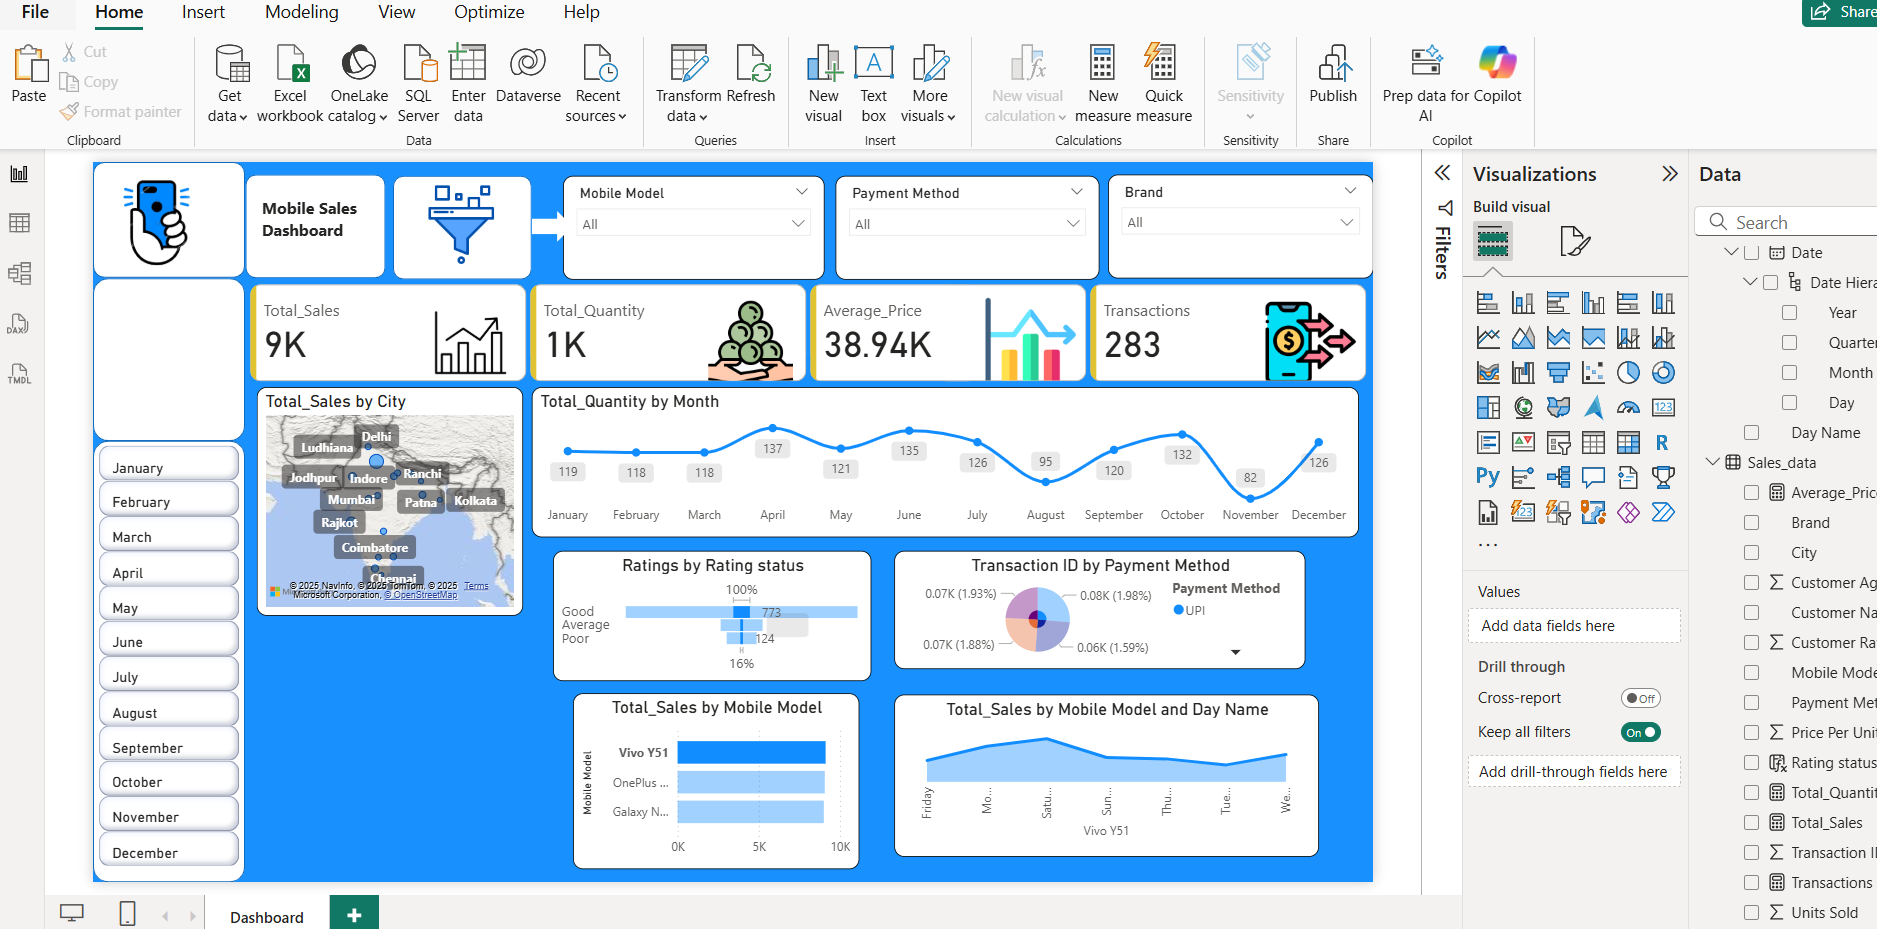 File
Home
Insert
Modeling
View
Optimize
Help
Share
Paste
Cut
Copy
Format painter
Clipboard
Get data
Excel workbook
OneLake catalog
SQL Server
Enter data
Dataverse
Recent sources
Data
Transform data
Refresh
Queries
New visual
Text box
More visuals
Insert
New visual calculation
New measure
Quick measure
Calculations
Sensitivity
Sensitivity
Publish
Share
Prep data for AI
Copilot
Copilot
Mobile Sales
Dashboard
Mobile Model
All
Payment Method
All
Brand
All
Total_Sales
9K
Total_Quantity
1K
Average_Price
38.94K
Transactions
283
January
February
March
April
May
June
July
August
September
October
November
December
Total_Sales by City
Delhi
Ludhiana
Jodhpur
Indore
Ranchi
Mumbai
Patna
Kolkata
Rajkot
Coimbatore
Chennai
© 2025 NavInfo, © 2025 TomTom, © 2025 Terms
Microsoft Corporation, © OpenStreetMap
Total_Quantity by Month
119
118
118
137
121
135
126
95
120
132
82
126
January
February
March
April
May
June
July
August
September
October
November
December
Ratings by Rating status
100%
Good
773
Average
Poor
124
16%
Transaction ID by Payment Method
0.07K (1.93%)
0.08K (1.98%)
0.07K (1.88%)
0.06K (1.59%)
Payment Method
UPI
Total_Sales by Mobile Model
Mobile Model
Vivo Y51
OnePlus ...
Galaxy N...
0K
5K
10K
Total_Sales by Mobile Model and Day Name
Friday
Mo...
Satu...
Sun...
Thu...
Tue...
We...
Vivo Y51
Dashboard
DAX
TMDL
Filters
Visualizations
Build visual
123
R
Py
123
...
Values
Add data fields here
Drill through
Cross-report
Off
Keep all filters
On
Add drill-through fields here
Data
Search
Date
Date Hiera
Year
Quarter
Month
Day
Day Name
Sales_data
Average_Pric
Brand
City
Customer Ag
Customer Na
Customer Ra
Mobile Mode
Payment Met
Price Per Uni
Rating status
Total_Quantit
Total_Sales
Transaction I
Transactions
Units Sold